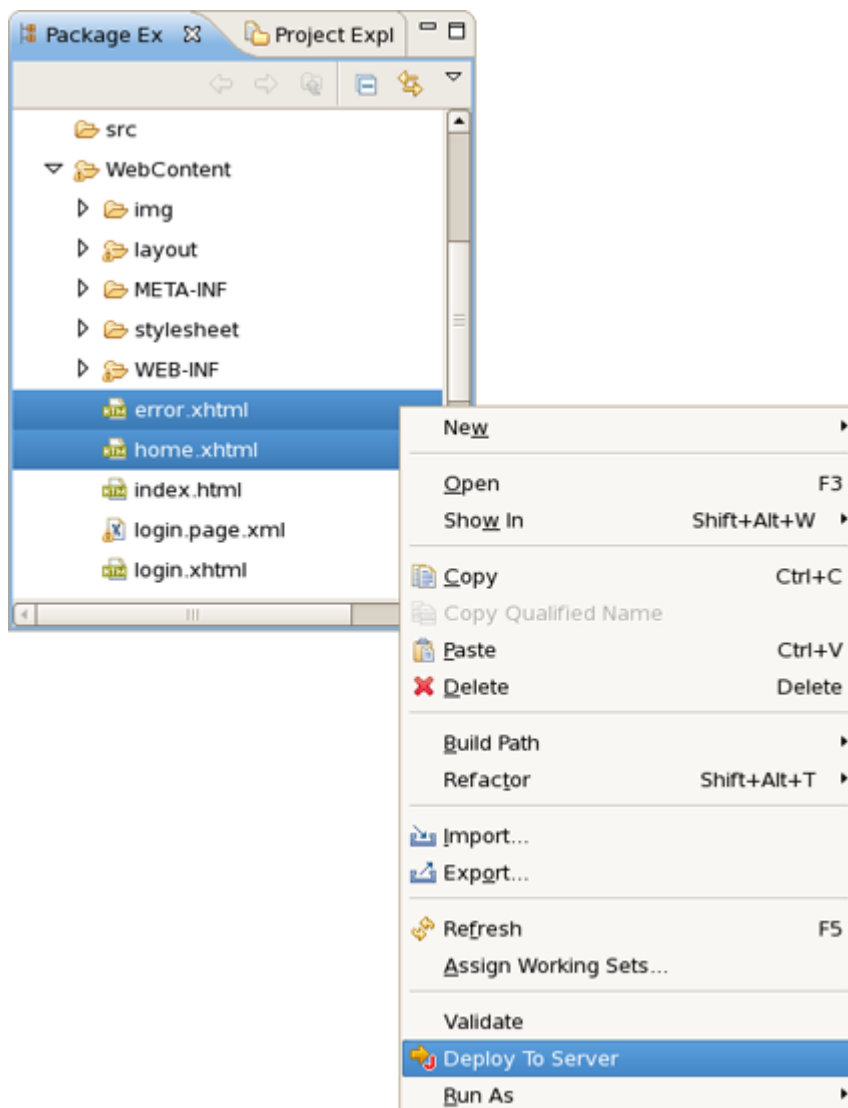 Package Ex Project Expl
src
WebContent
img
layout
META-INF
stylesheet
WEB-INF
error.xhtml
home.xhtml
index.html
login.page.xml
login.xhtml
New
Open F3
Show In Shift+Alt+W
Copy Ctrl+C
Copy Qualified Name
Paste Ctrl+V
Delete Delete
Build Path
Refactor Shift+Alt+T
Import...
Export...
Refresh F5
Assign Working Sets...
Validate
Deploy To Server
Run As